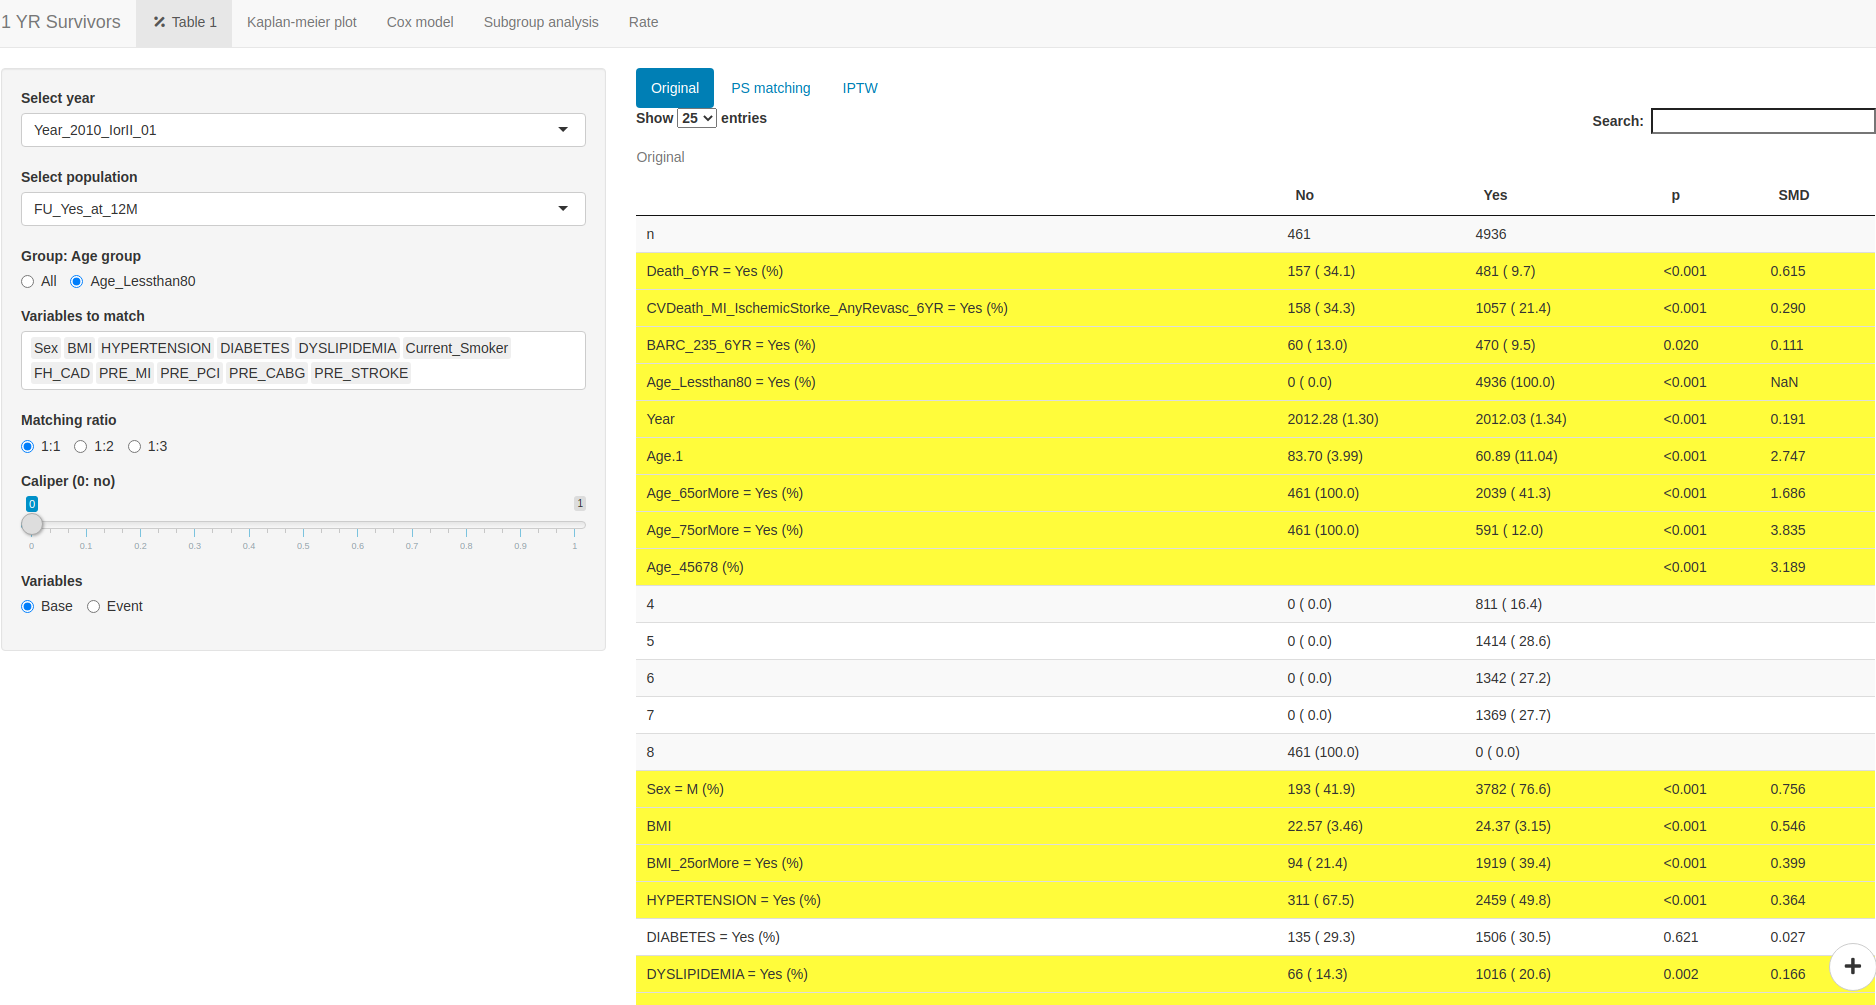 1 YR Survivors Table 1 Kaplan-meier plot Cox model Subgroup analysis Rate
Select year
Year_2010_IorII_01
Select population
FU_Yes_at_12M
Group: Age group
All Age_Lessthan80
Variables to match
Sex BMI HYPERTENSION DIABETES DYSLIPIDEMIA Current_Smoker
FH_CAD PRE_MI PRE_PCI PRE_CABG PRE_STROKE
Matching ratio
1:1 1:2 1:3
Caliper (0: no)
0 1
0 0.1 0.2 0.3 0.4 0.5 0.6 0.7 0.8 0.9 1
Variables
Base Event
Original PS matching IPTW
Show 25 entries
Search:
Original
No Yes p SMD
n 461 4936
Death_6YR = Yes (%) 157 ( 34.1) 481 ( 9.7) <0.001 0.615
CVDeath_MI_IschemicStorke_AnyRevasc_6YR = Yes (%) 158 ( 34.3) 1057 ( 21.4) <0.001 0.290
BARC_235_6YR = Yes (%) 60 ( 13.0) 470 ( 9.5) 0.020 0.111
Age_Lessthan80 = Yes (%) 0 ( 0.0) 4936 (100.0) <0.001 NaN
Year 2012.28 (1.30) 2012.03 (1.34) <0.001 0.191
Age.1 83.70 (3.99) 60.89 (11.04) <0.001 2.747
Age_65orMore = Yes (%) 461 (100.0) 2039 ( 41.3) <0.001 1.686
Age_75orMore = Yes (%) 461 (100.0) 591 ( 12.0) <0.001 3.835
Age_45678 (%) <0.001 3.189
4 0 ( 0.0) 811 ( 16.4)
5 0 ( 0.0) 1414 ( 28.6)
6 0 ( 0.0) 1342 ( 27.2)
7 0 ( 0.0) 1369 ( 27.7)
8 461 (100.0) 0 ( 0.0)
Sex = M (%) 193 ( 41.9) 3782 ( 76.6) <0.001 0.756
BMI 22.57 (3.46) 24.37 (3.15) <0.001 0.546
BMI_25orMore = Yes (%) 94 ( 21.4) 1919 ( 39.4) <0.001 0.399
HYPERTENSION = Yes (%) 311 ( 67.5) 2459 ( 49.8) <0.001 0.364
DIABETES = Yes (%) 135 ( 29.3) 1506 ( 30.5) 0.621 0.027
DYSLIPIDEMIA = Yes (%) 66 ( 14.3) 1016 ( 20.6) 0.002 0.166